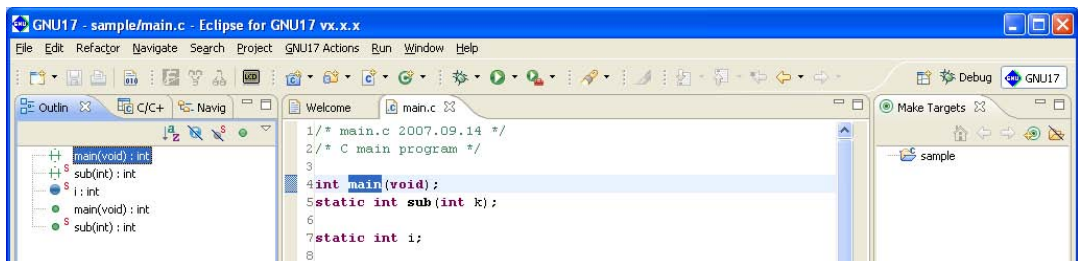 GNU17 - sample/main.c - Eclipse for GNU17 vx.x.x
File Edit Refactor Navigate Search Project GNU17 Actions Run Window Help
010 LCD Debug GNU GNU17
Outlin C/C+ Navig Welcome main.c Make Targets
main(void) : int
sub(int) : int
i : int
main(void) : int
sub(int) : int
1/* main.c 2007.09.14 */
2/* C main program */
3
4int main(void);
5static int sub(int k);
6
7static int i;
8
sample